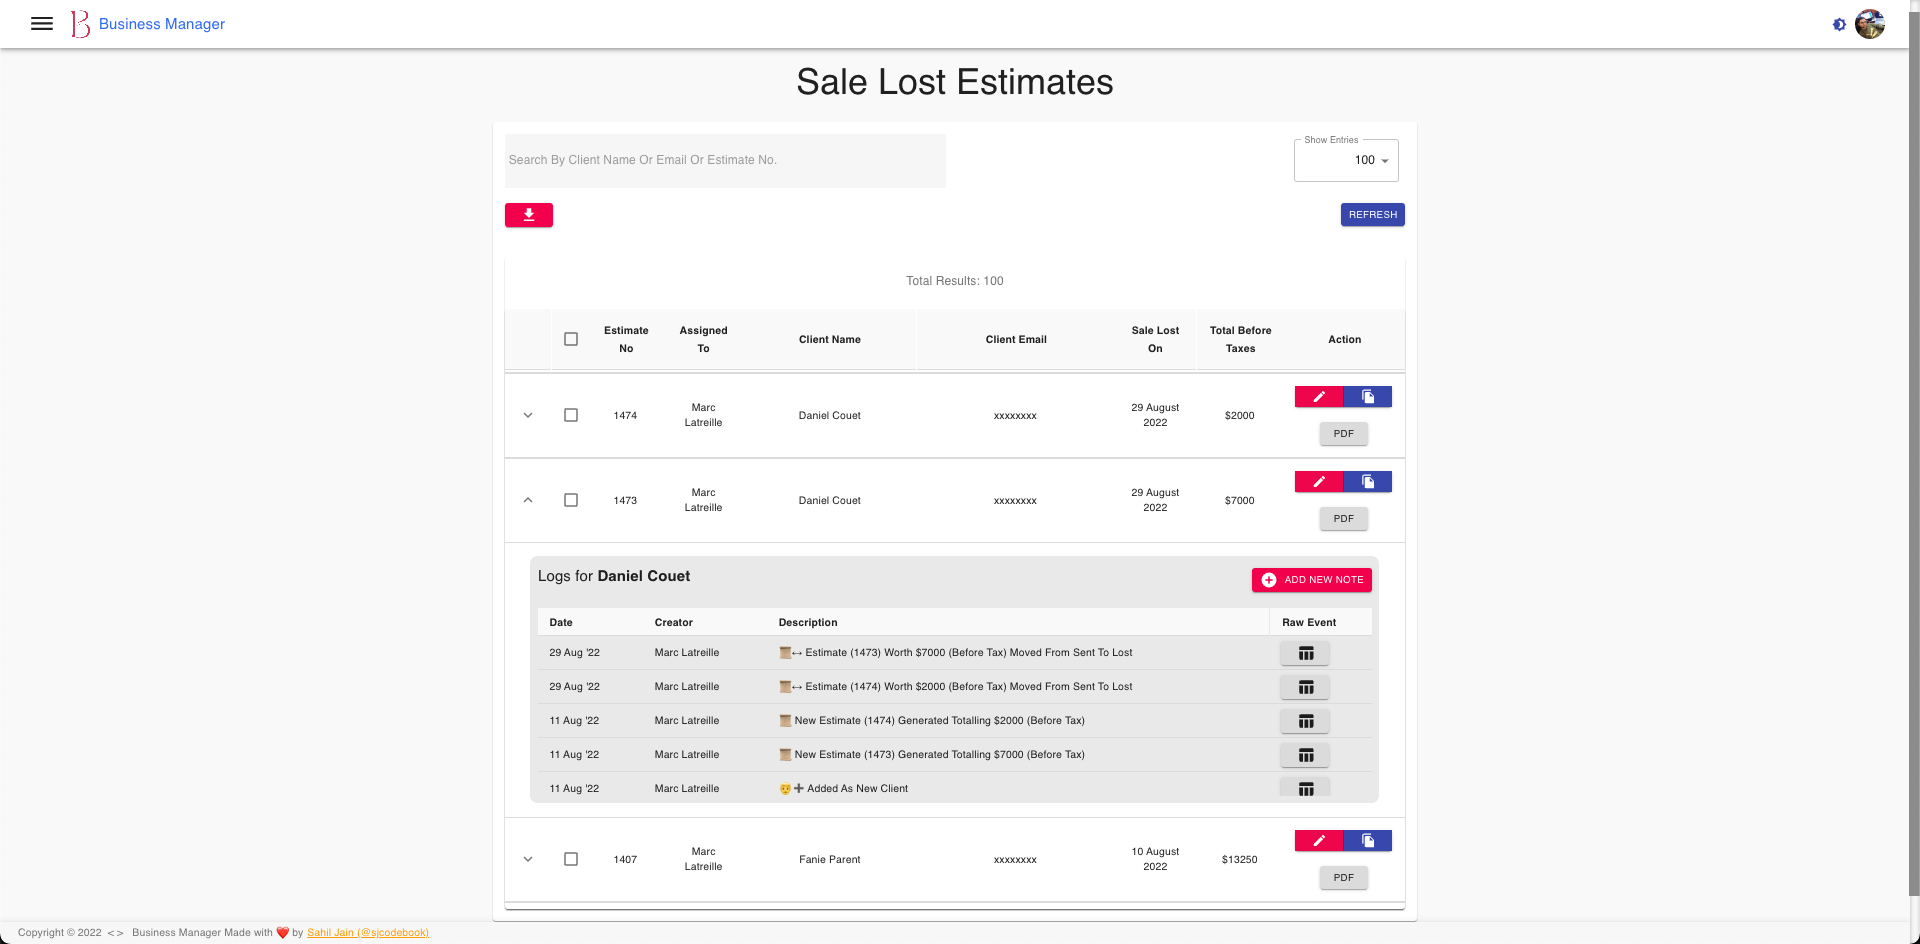 B Business Manager
Sale Lost Estimates
Search By Client Name Or Email Or Estimate No.
Show Entries
100
REFRESH
Total Results: 100
Estimate No Assigned To Client Name Client Email Sale Lost On Total Before Taxes Action
1474 Marc Latreille Daniel Couet xxxxxxxx 29 August 2022 $2000
PDF
1473 Marc Latreille Daniel Couet xxxxxxxx 29 August 2022 $7000
PDF
Logs for Daniel Couet
ADD NEW NOTE
Date Creator Description Raw Event
29 Aug '22 Marc Latreille 📜↔ Estimate (1473) Worth $7000 (Before Tax) Moved From Sent To Lost
29 Aug '22 Marc Latreille 📜↔ Estimate (1474) Worth $2000 (Before Tax) Moved From Sent To Lost
11 Aug '22 Marc Latreille 📜 New Estimate (1474) Generated Totalling $2000 (Before Tax)
11 Aug '22 Marc Latreille 📜 New Estimate (1473) Generated Totalling $7000 (Before Tax)
11 Aug '22 Marc Latreille 👨➕ Added As New Client
1407 Marc Latreille Fanie Parent xxxxxxxx 10 August 2022 $13250
PDF
Copyright © 2022 < > Business Manager Made with ❤️ by Sahil Jain (@sjcodebook)